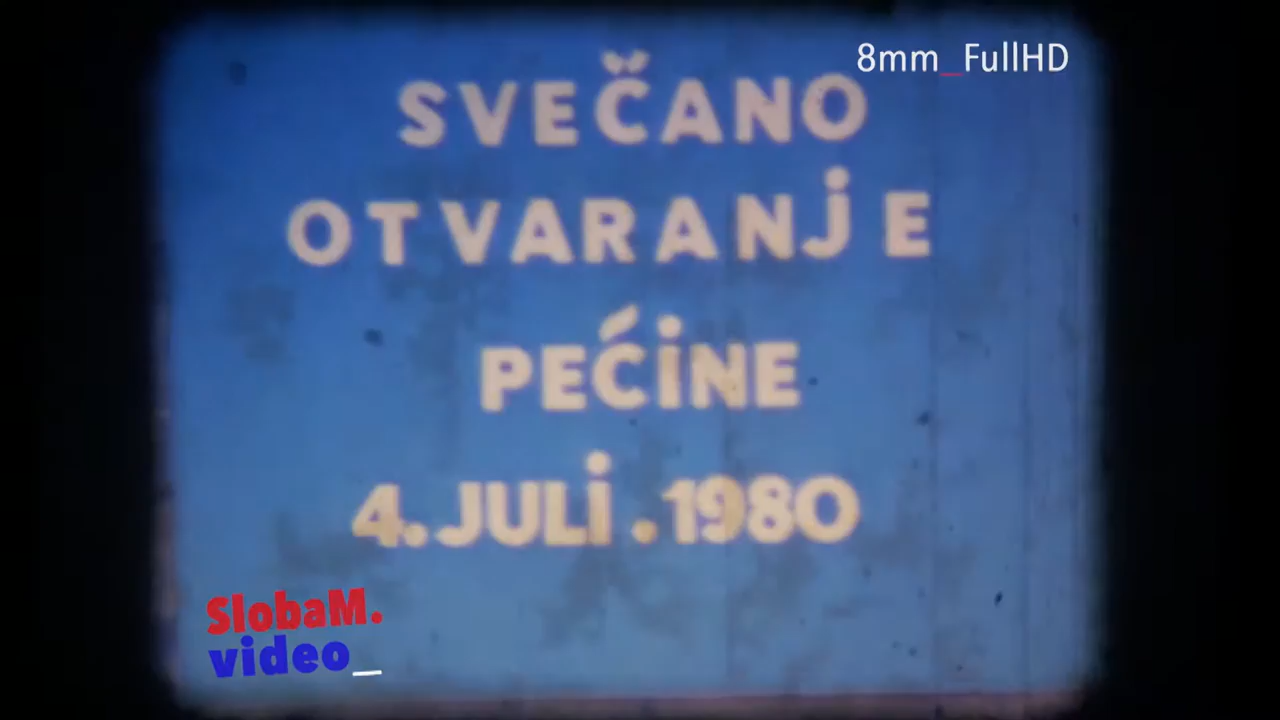 8mm_FullHD
SVEČANO
OTVARANJE
PEĆINE
4. JULI. 1980
SlobaM.
video_